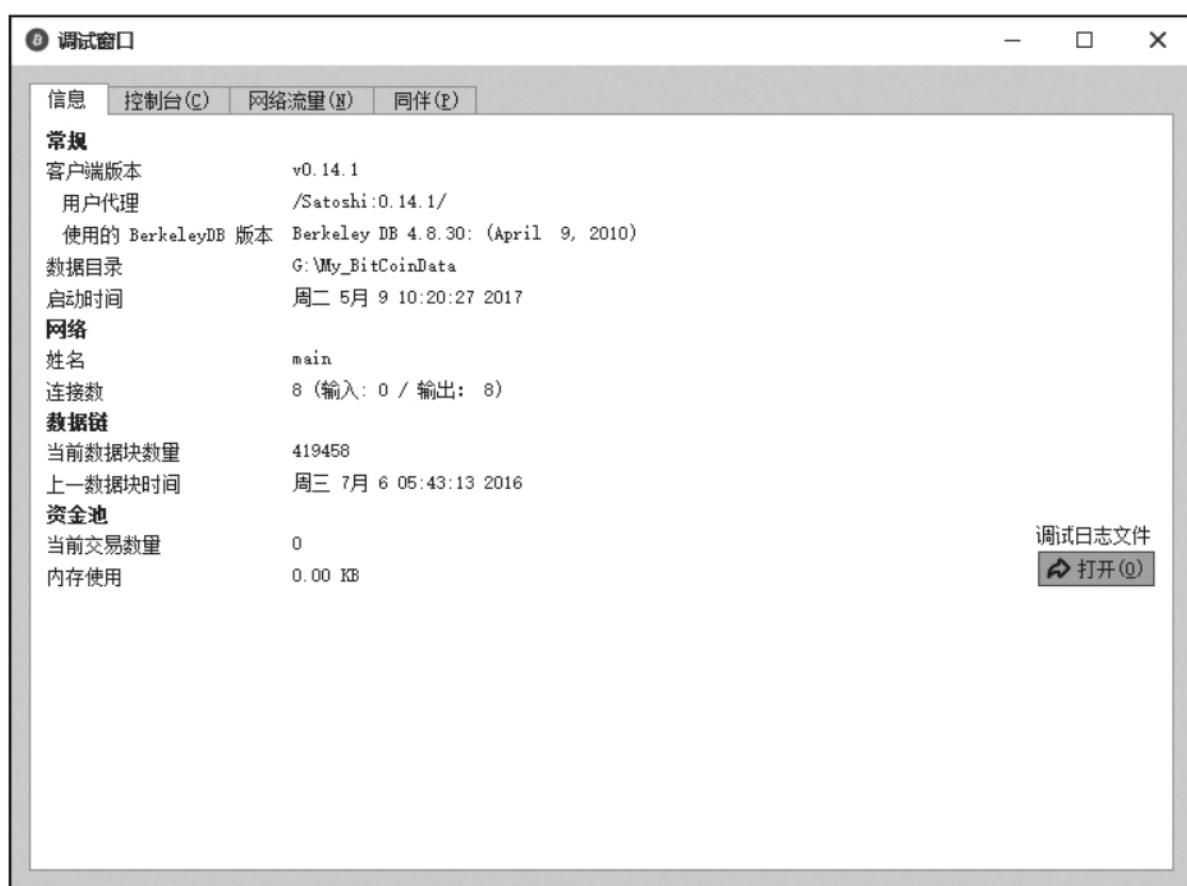 调试窗口
信息 控制台(C) 网络流量(N) 同伴(P)
常规
客户端版本 v0.14.1
用户代理 /Satoshi:0.14.1/
使用的 BerkeleyDB 版本 Berkeley DB 4.8.30: (April 9, 2010)
数据目录 G:\My_BitCoinData
启动时间 周二 5月 9 10:20:27 2017
网络
姓名 main
连接数 8 (输入: 0 / 输出: 8)
数据链
当前数据块数量 419458
上一数据块时间 周三 7月 6 05:43:13 2016
资金池
当前交易数量 0
内存使用 0.00 KB
调试日志文件
打开(O)